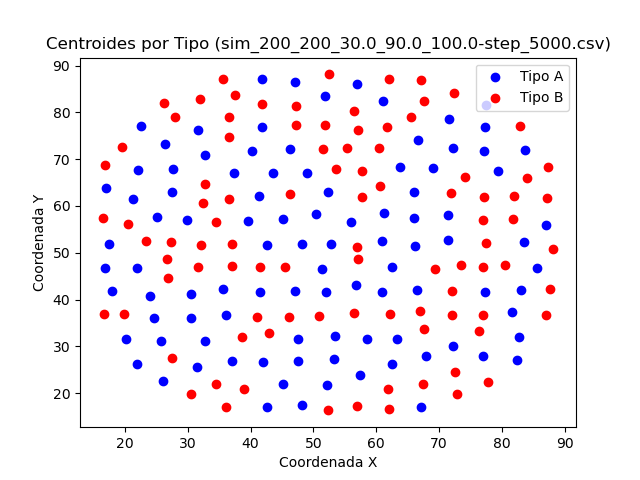 Centroides por Tipo (sim_200_200_30.0_90.0_100.0-step_5000.csv)
Tipo A
Tipo B
90
80
70
60
50
40
30
20
Coordenada Y
20 30 40 50 60 70 80 90
Coordenada X